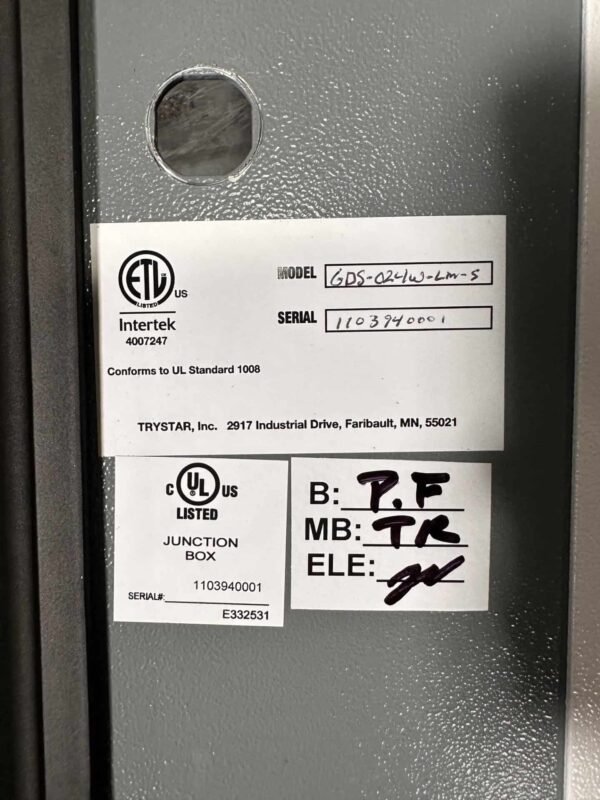 ETL US
LISTED
Intertek
4007247
MODEL GDS-024W-LM-S
SERIAL 1103940001
Conforms to UL Standard 1008
TRYSTAR, Inc. 2917 Industrial Drive, Faribault, MN, 55021
C UL US
LISTED
JUNCTION
BOX
1103940001
SERIAL#:
E332531
B: P.F
MB: TR
ELE: